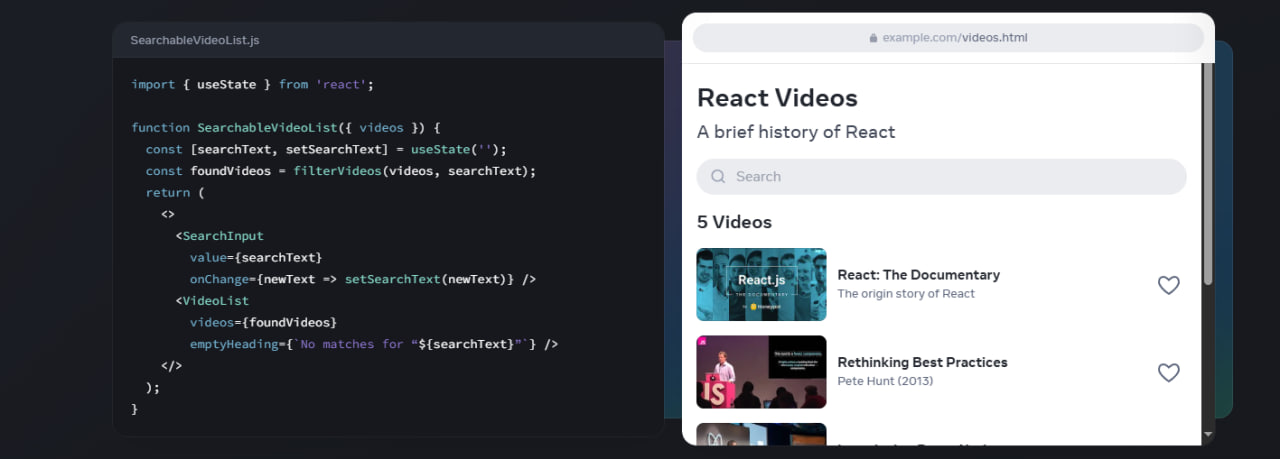 SearchableVideoList.js
import { useState } from 'react';
function SearchableVideoList({ videos }) {
const [searchText, setSearchText] = useState('');
const foundVideos = filterVideos(videos, searchText);
return (
<>
<SearchInput
value={searchText}
onChange={newText => setSearchText(newText)} />
<VideoList
videos={foundVideos}
emptyHeading={`No matches for “${searchText}”`} />
</>
);
}
example.com/videos.html
React Videos
A brief history of React
Search
5 Videos
React.js
THE DOCUMENTARY
by Honeypot
React: The Documentary
The origin story of React
JS
Rethinking Best Practices
Pete Hunt (2013)